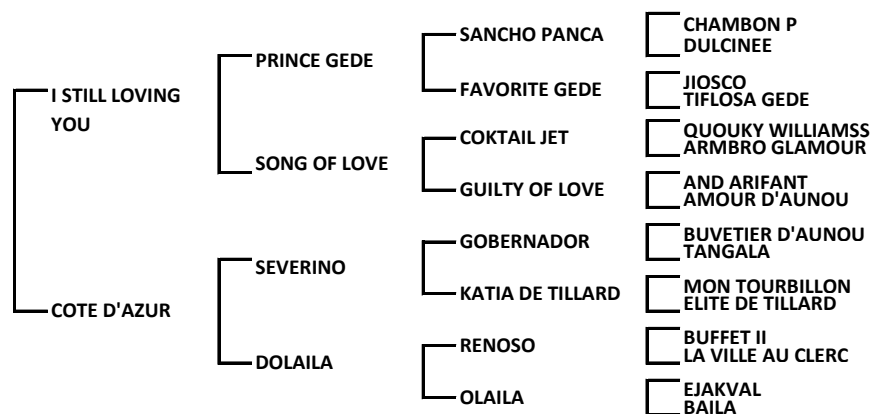 I STILL LOVING
YOU
COTE D'AZUR
PRINCE GEDE
SONG OF LOVE
SEVERINO
DOLAILA
SANCHO PANCA
FAVORITE GEDE
COKTAIL JET
GUILTY OF LOVE
GOBERNADOR
KATIA DE TILLARD
RENOSO
OLAILA
CHAMBON P
DULCINEE
JIOSCO
TIFLOSA GEDE
QUOUKY WILLIAMSS
ARMBRO GLAMOUR
AND ARIFANT
AMOUR D'AUNOU
BUVETIER D'AUNOU
TANGALA
MON TOURBILLON
ELITE DE TILLARD
BUFFET II
LA VILLE AU CLERC
EJAKVAL
BAILA